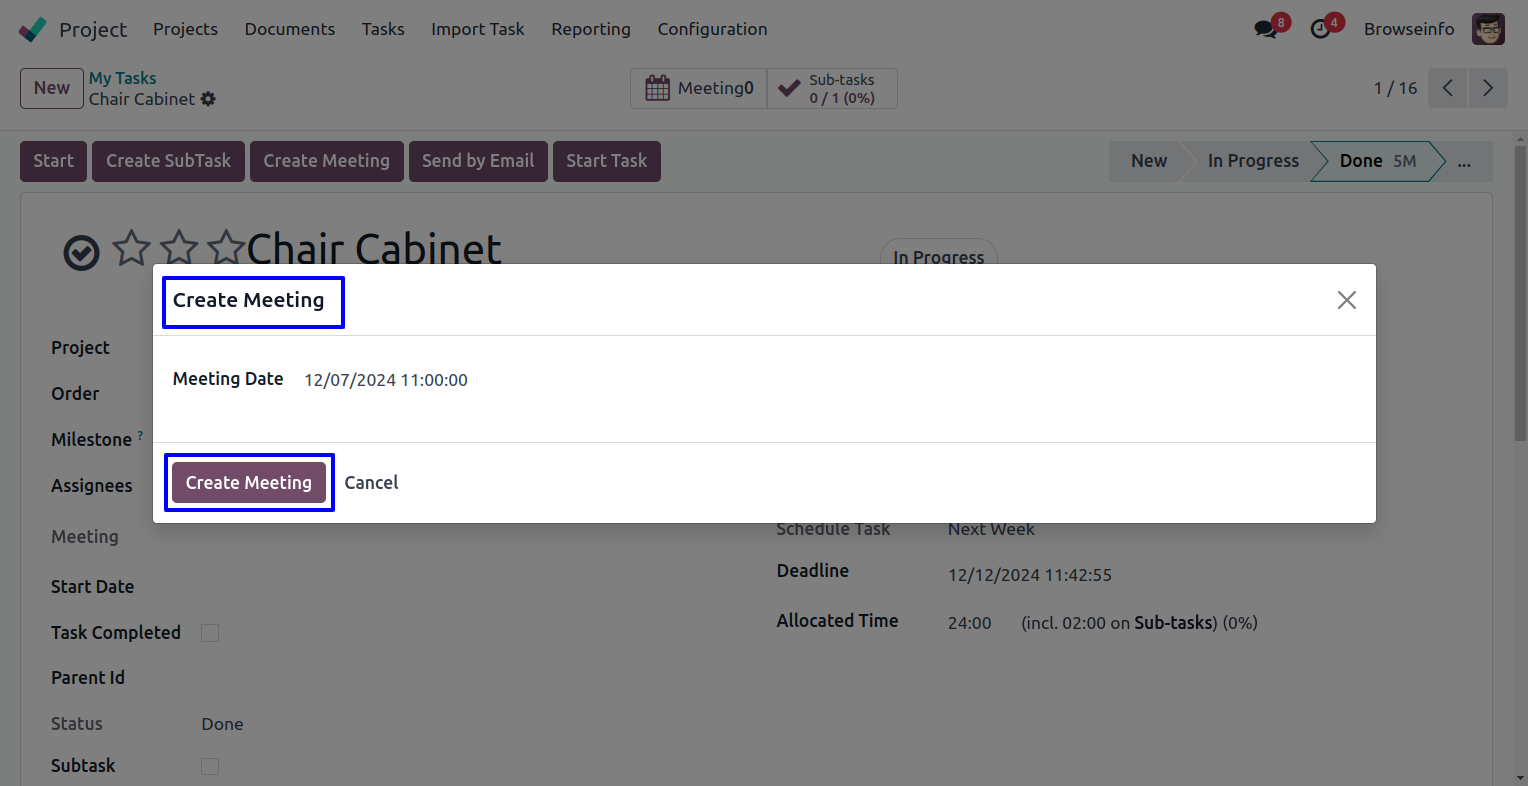 Project Projects Documents Tasks Import Task Reporting Configuration 8 4 Browseinfo
New My Tasks
Chair Cabinet
Meeting0 Sub-tasks
0 / 1 (0%)
1 / 16
Start Create SubTask Create Meeting Send by Email Start Task New In Progress Done 5M ...
Chair Cabinet In Progress
Create Meeting
Project
Meeting Date 12/07/2024 11:00:00
Order
Milestone ?
Assignees
Create Meeting Cancel
Meeting
Schedule Task Next Week
Start Date
Deadline 12/12/2024 11:42:55
Task Completed
Allocated Time 24:00 (incl. 02:00 on Sub-tasks) (0%)
Parent Id
Status Done
Subtask